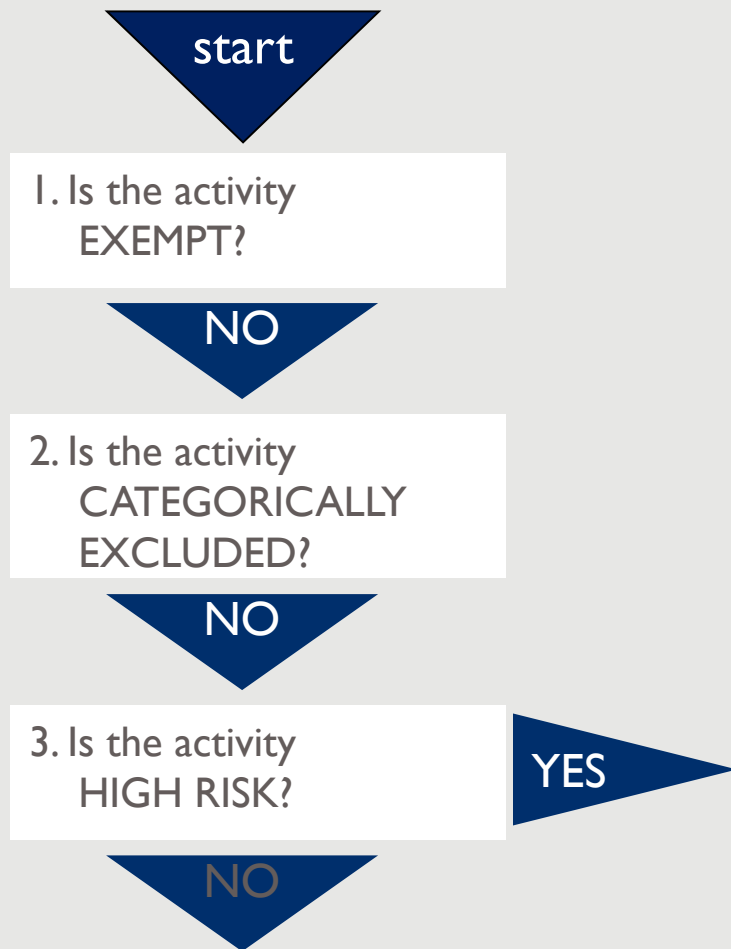 start
1. Is the activity
EXEMPT?
NO
2. Is the activity
CATEGORICALLY
EXCLUDED?
NO
3. Is the activity
HIGH RISK?
YES
NO